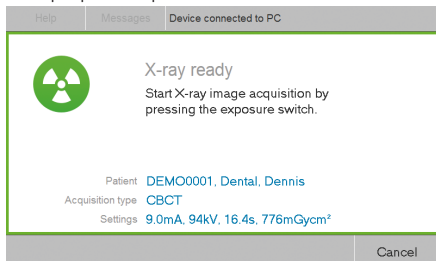 Help Messages Device connected to PC
X-ray ready
Start X-ray image acquisition by
pressing the exposure switch.
Patient DEMO0001, Dental, Dennis
Acquisition type CBCT
Settings 9.0mA, 94kV, 16.4s, 776mGycm²
Cancel